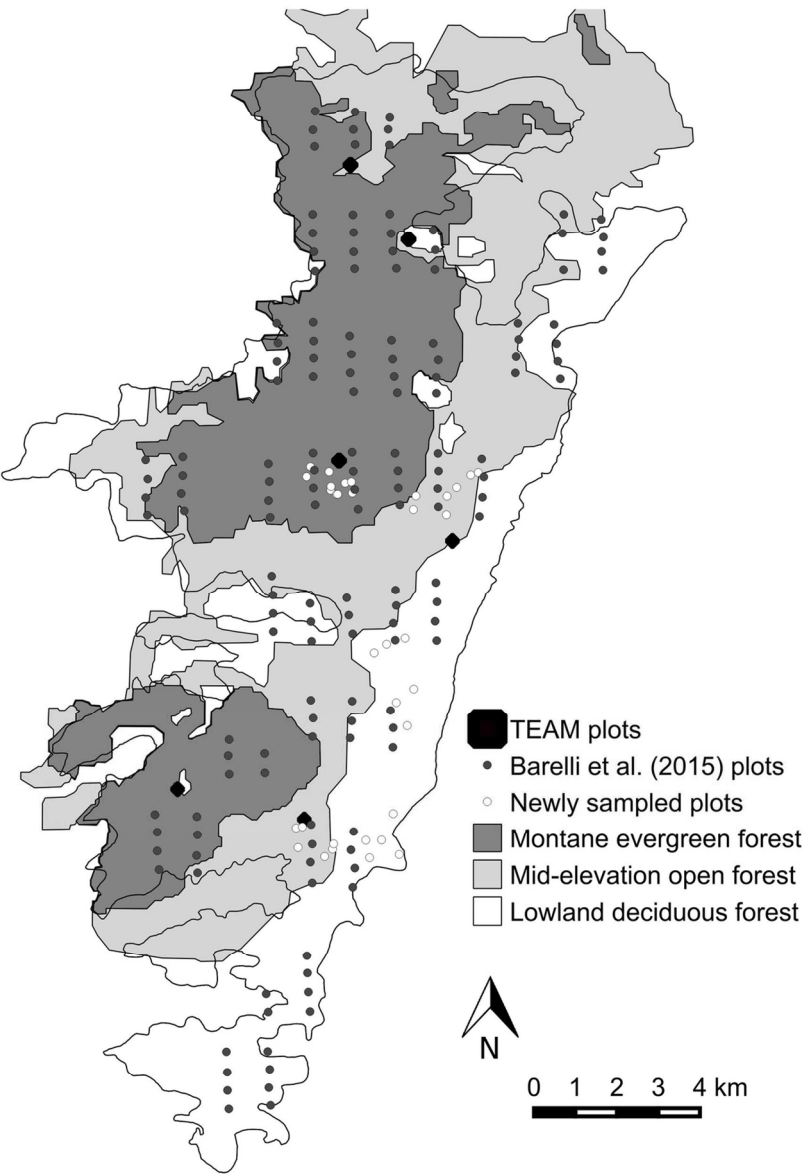 TEAM plots
Barelli et al. (2015) plots
Newly sampled plots
Montane evergreen forest
Mid-elevation open forest
Lowland deciduous forest
N
0 1 2 3 4 km